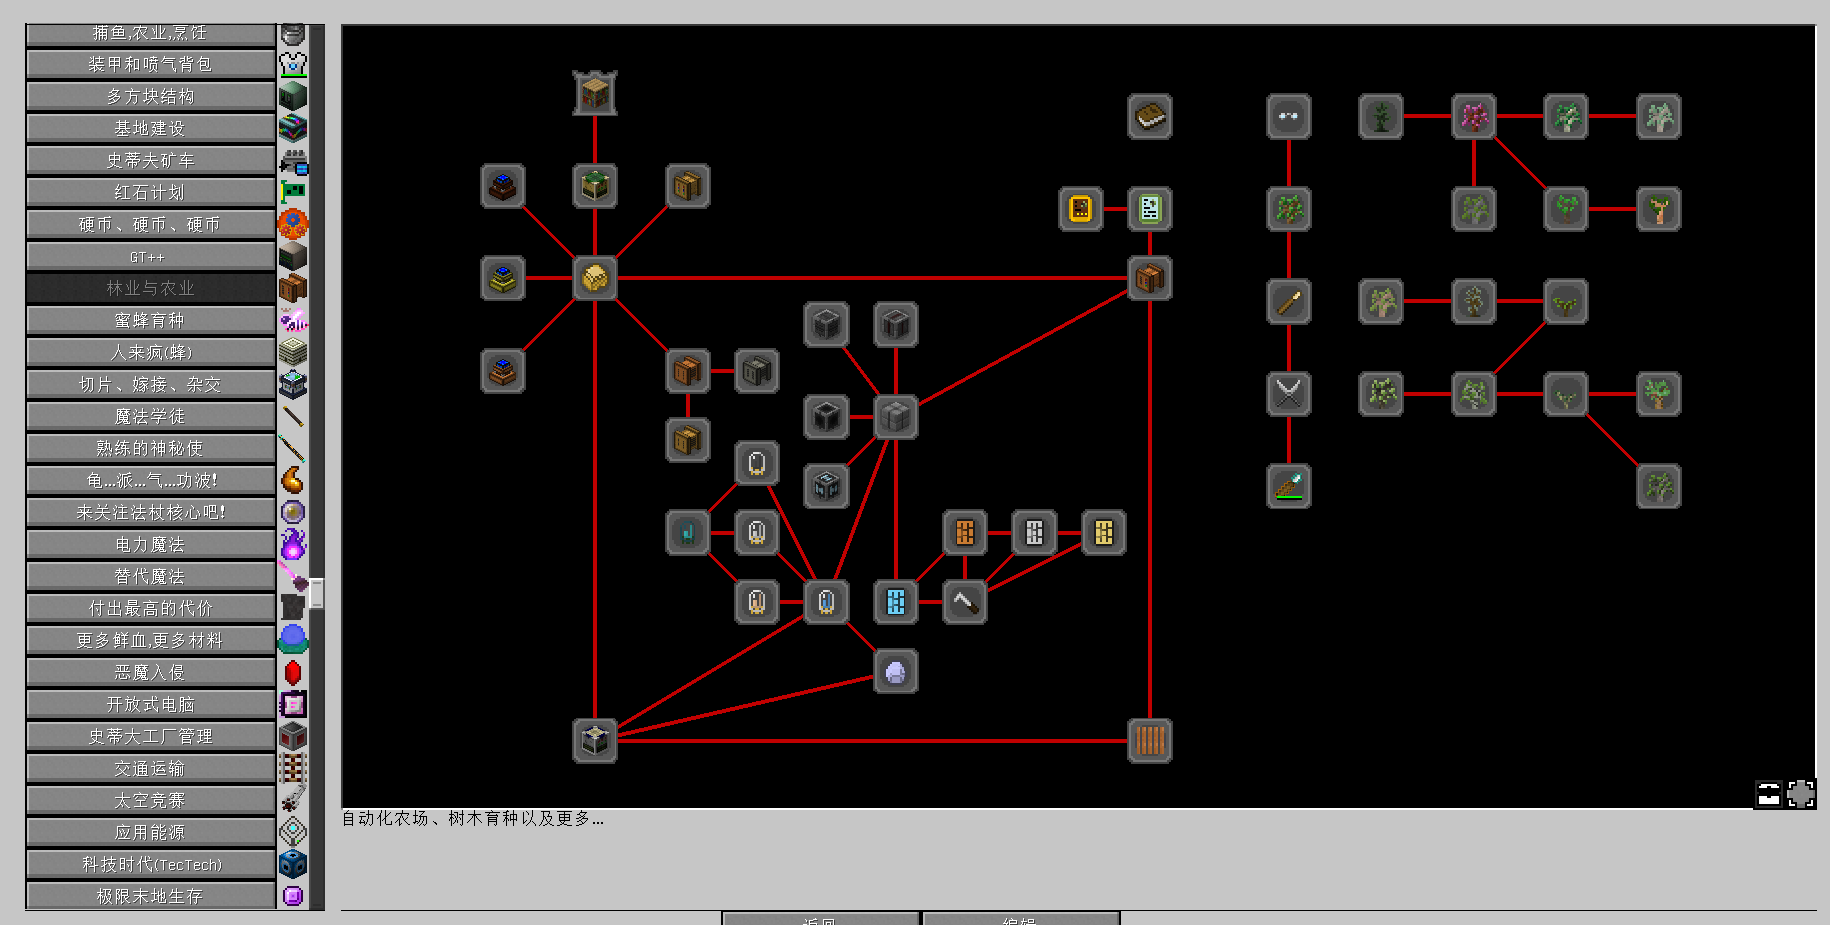 捕鱼,农业,烹饪
装甲和喷气背包
多方块结构
基地建设
史蒂夫矿车
红石计划
硬币、硬币、硬币
GT++
林业与农业
蜜蜂育种
人来疯(蜂)
切片、嫁接、杂交
魔法学徒
熟练的神秘使
龟...派...气...功波!
来关注法杖核心吧!
电力魔法
替代魔法
付出最高的代价
更多鲜血,更多材料
恶魔入侵
开放式电脑
史蒂夫工厂管理
交通运输
太空竞赛
应用能源
科技时代(TecTech)
极限末地生存
自动化农场、树木育种以及更多...
返回
编辑